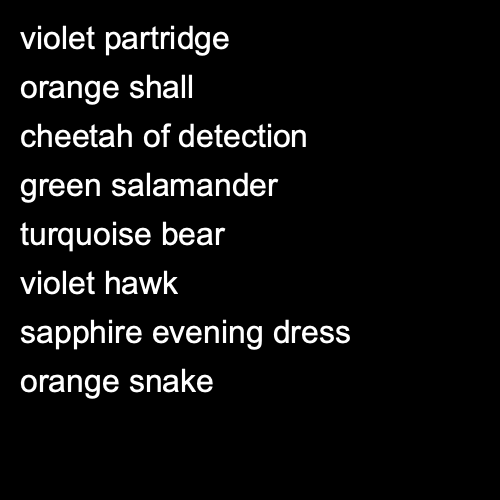 violet partridge
orange shall
cheetah of detection
green salamander
turquoise bear
violet hawk
sapphire evening dress
orange snake